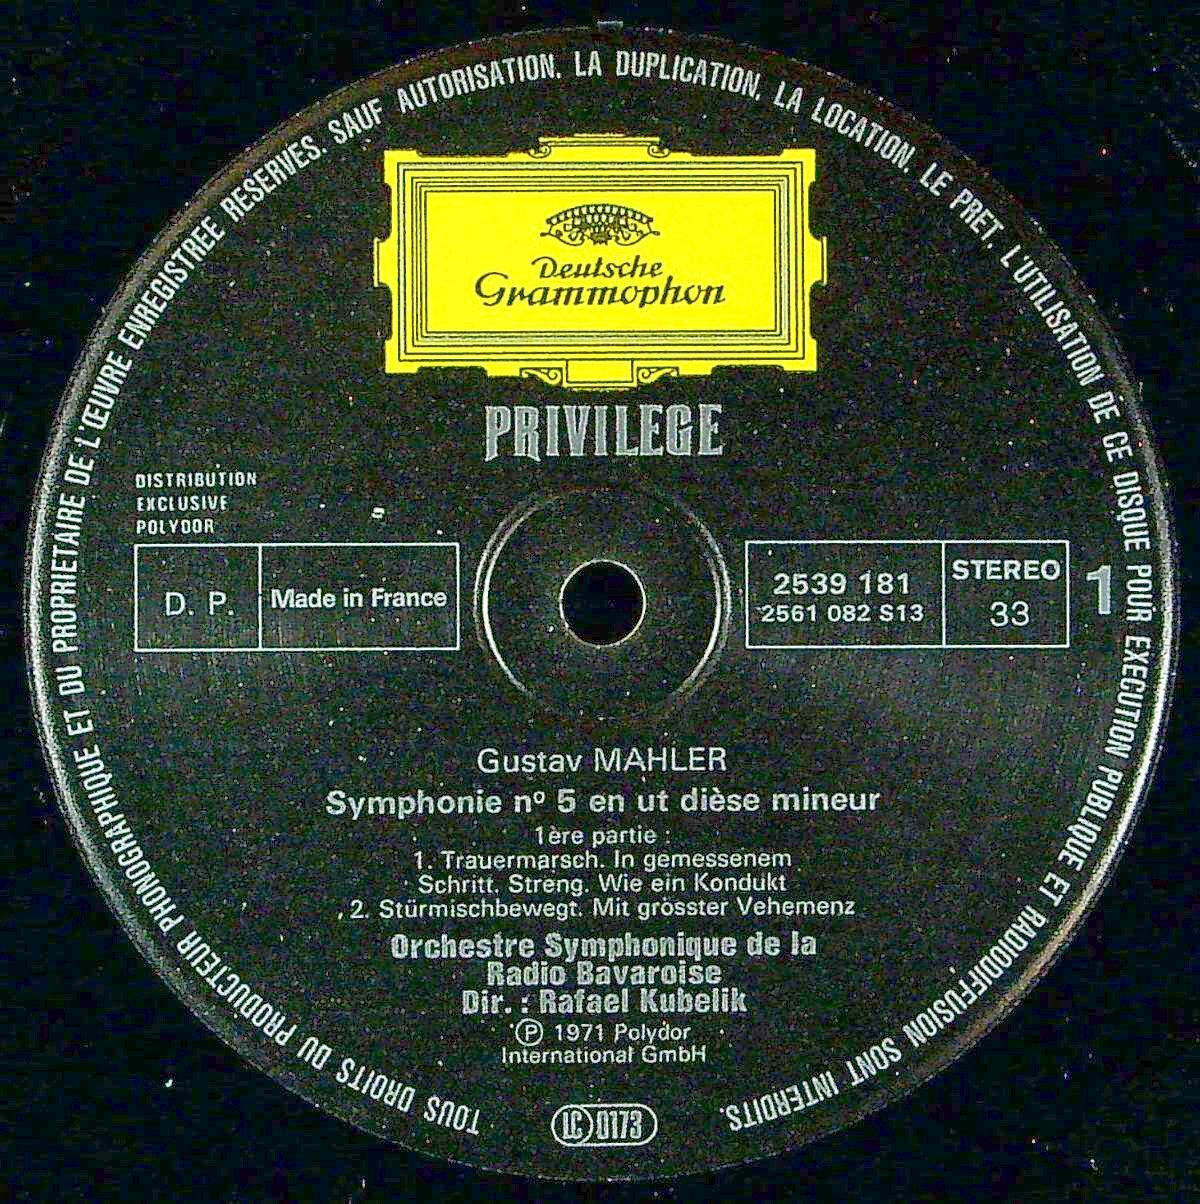 TOUS DROITS DU PRODUCTEUR PHONOGRAPHIQUE ET DU PROPRIETAIRE DE L'ŒUVRE ENREGISTREE RESERVES. SAUF AUTORISATION. LA DUPLICATION. LA LOCATION. LE PRET. L'UTILISATION DE CE DISQUE POUR EXECUTION PUBLIQUE ET RADIODIFFUSION SONT INTERDITS.
Deutsche
Grammophon
PRIVILEGE
DISTRIBUTION
EXCLUSIVE
POLYDOR
D. P.
Made in France
2539 181
2561 082 S13
STEREO
33
1
Gustav MAHLER
Symphonie nº 5 en ut dièse mineur
1ère partie :
1. Trauermarsch. In gemessenem
Schritt. Streng. Wie ein Kondukt
2. Stürmischbewegt. Mit grösster Vehemenz
Orchestre Symphonique de la
Radio Bavaroise
Dir. : Rafael Kubelik
Ⓟ 1971 Polydor
International GmbH
LC 0173